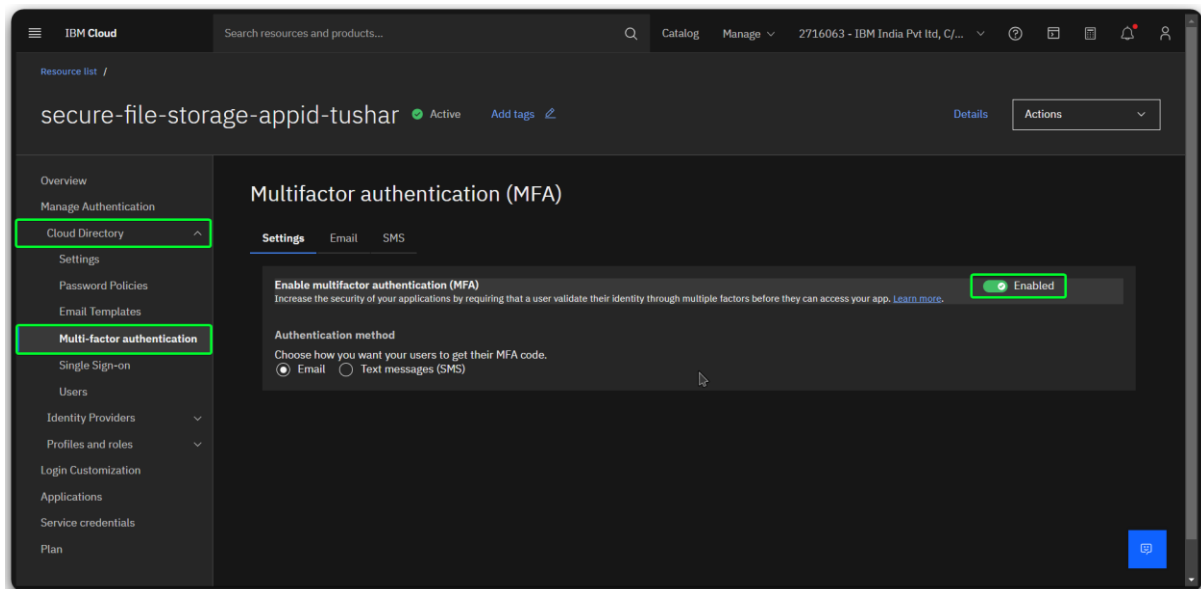 IBM Cloud
Search resources and products...
Catalog
Manage
2716063 - IBM India Pvt ltd, C/...
Resource list /
secure-file-storage-appid-tushar
Active
Add tags
Details
Actions
Overview
Manage Authentication
Cloud Directory
Settings
Password Policies
Email Templates
Multi-factor authentication
Single Sign-on
Users
Identity Providers
Profiles and roles
Login Customization
Applications
Service credentials
Plan
Multifactor authentication (MFA)
Settings
Email
SMS
Enable multifactor authentication (MFA)
Enabled
Increase the security of your applications by requiring that a user validate their identity through multiple factors before they can access your app. Learn more.
Authentication method
Choose how you want your users to get their MFA code.
Email
Text messages (SMS)